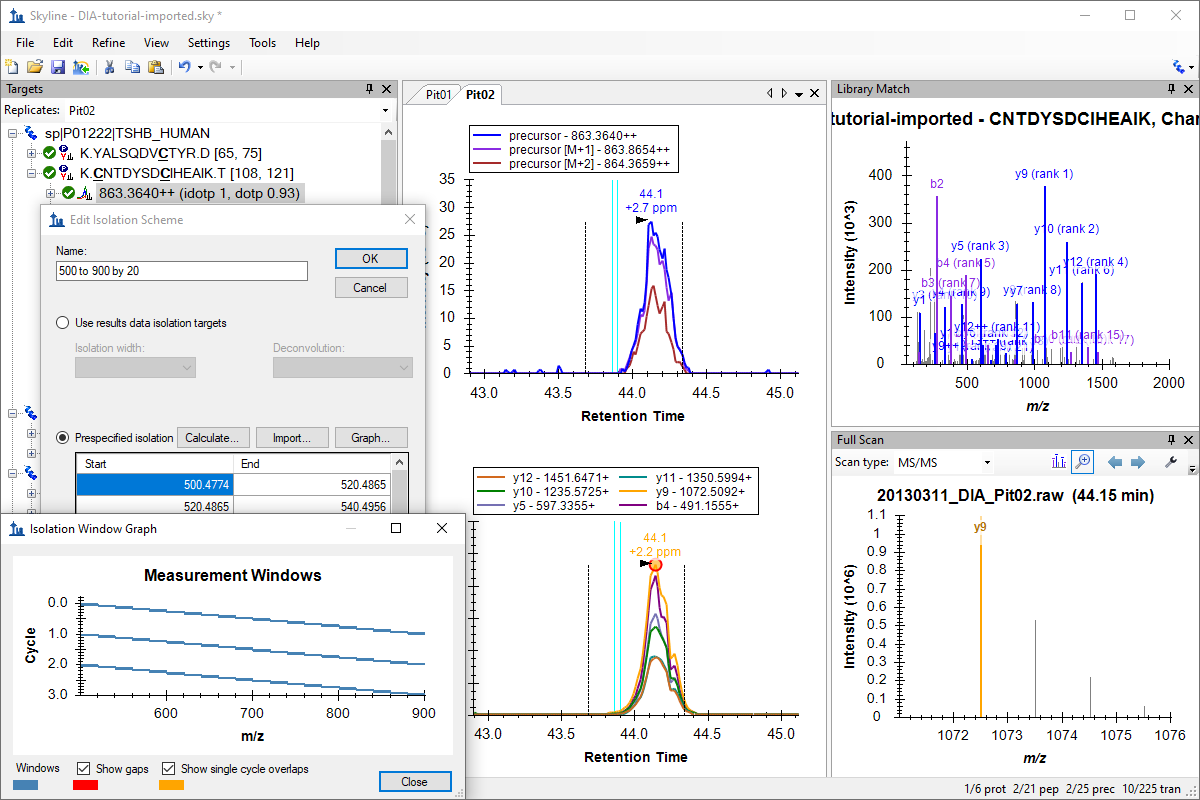 Skyline - DIA-tutorial-imported.sky *
File Edit Refine View Settings Tools Help
Targets
Replicates: Pit02
sp|P01222|TSHB_HUMAN
K.YALSQDVCTYR.D [65, 75]
K.CNTDYSDCIHEAIK.T [108, 121]
863.3640++ (idotp 1, dotp 0.93)
Edit Isolation Scheme
Name:
500 to 900 by 20
OK
Cancel
Use results data isolation targets
Isolation width:
Deconvolution:
Prespecified isolation
Calculate...
Import...
Graph...
Start End
500.4774 520.4865
520.4865 540.4956
Isolation Window Graph
Measurement Windows
Cycle
0.0
1.0
2.0
3.0
600 700 800 900
m/z
Windows
Show gaps
Show single cycle overlaps
Close
Pit01 Pit02
precursor - 863.3640++
precursor [M+1] - 863.8654++
precursor [M+2] - 864.3659++
35
30
25
20
15
10
5
0
44.1
+2.7 ppm
43.0 43.5 44.0 44.5 45.0
Retention Time
y12 - 1451.6471+ y11 - 1350.5994+
y10 - 1235.5725+ y9 - 1072.5092+
y5 - 597.3355+ b4 - 491.1555+
44.1
+2.2 ppm
43.0 43.5 44.0 44.5 45.0
Retention Time
Library Match
tutorial-imported - CNTDYSDCIHEAIK, Char
Intensity (10^3)
400
300
200
100
0
y9 (rank 1)
b2
y10 (rank 2)
y5 (rank 3)
b4 (rank 5)
y12 (rank 4)
b3 (rank 7)
y12++ (rank 11)
b11 (rank 15)
500 1000 1500 2000
m/z
Full Scan
Scan type: MS/MS
20130311_DIA_Pit02.raw (44.15 min)
Intensity (10^6)
1.1
1
0.9
0.8
0.7
0.6
0.5
0.4
0.3
0.2
0.1
0
y9
1072 1073 1074 1075 1076
m/z
1/6 prot 2/21 pep 2/25 prec 10/225 tran